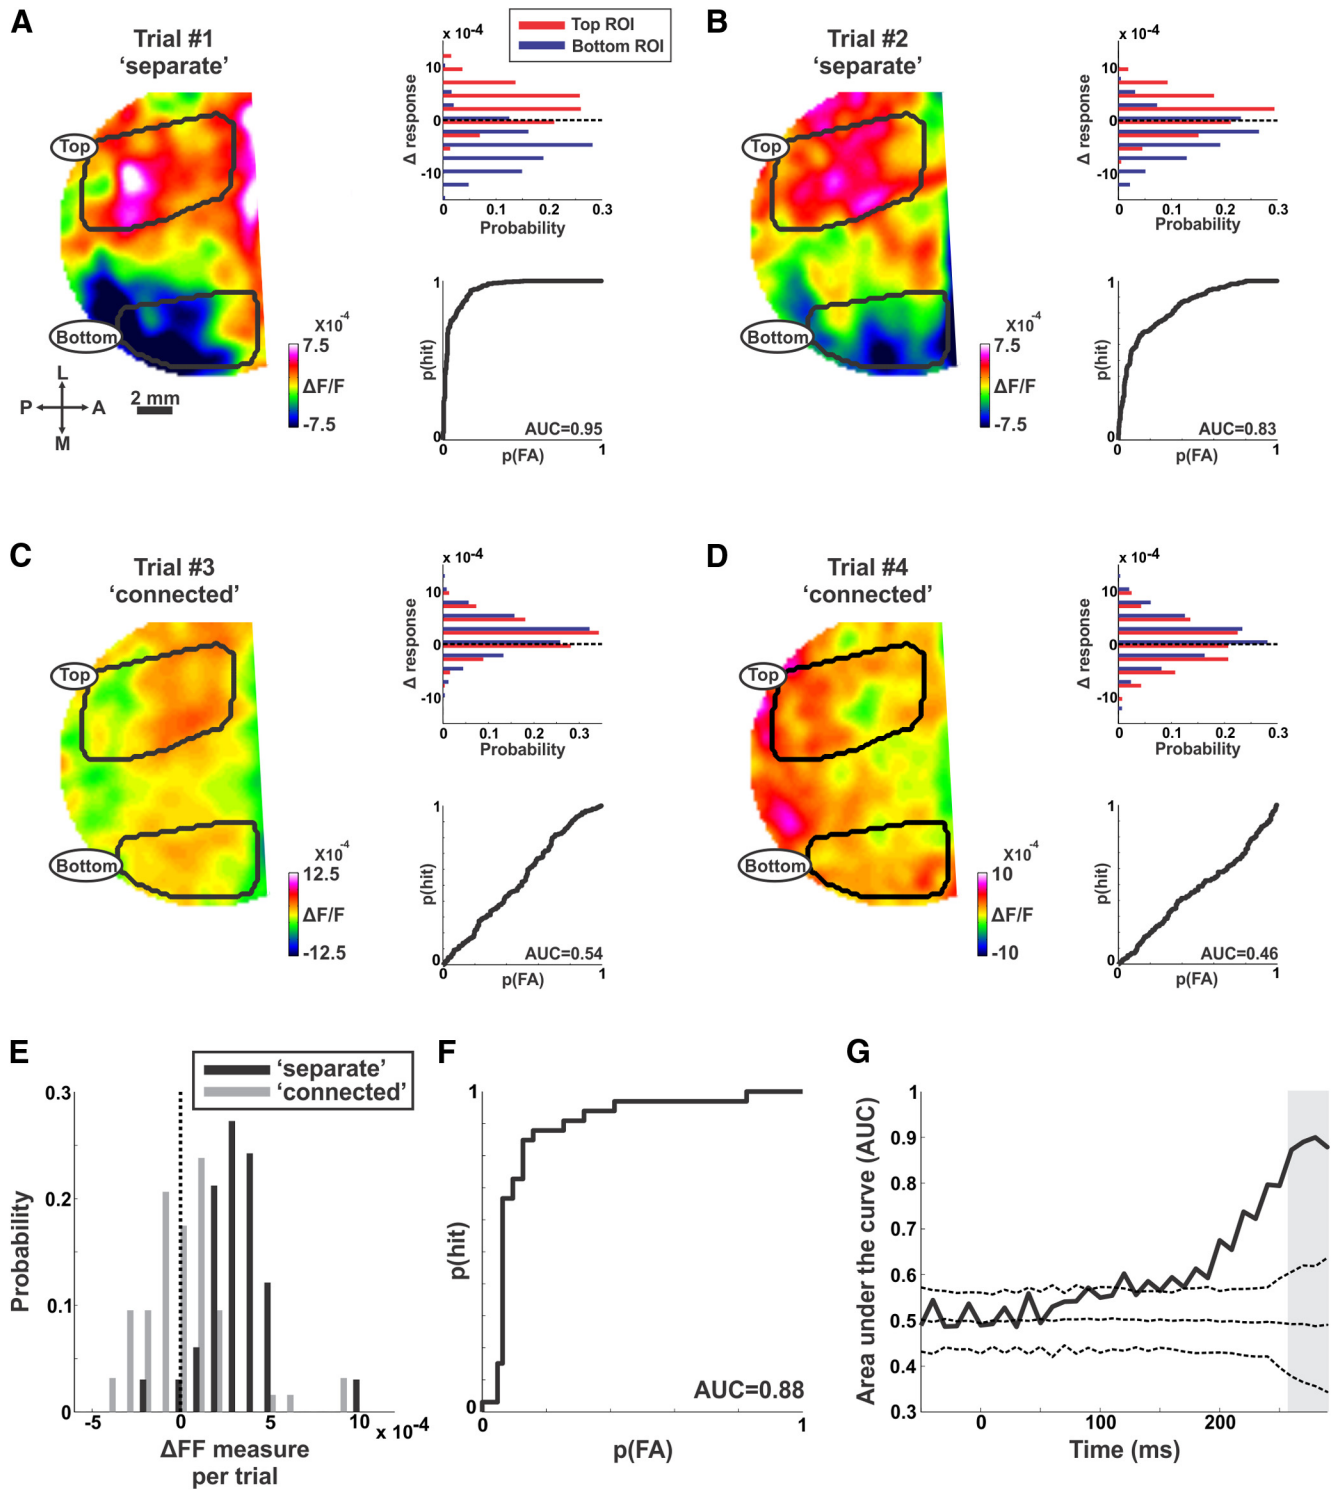 A
Trial #1
‘separate’
Top
Bottom
L
P
A
M
2 mm
X10⁻⁴
7.5
ΔF/F
-7.5
Top ROI
Bottom ROI
x 10⁻⁴
10
0
-10
Δ response
0
0.1
0.2
0.3
Probability
1
p(hit)
0
AUC=0.95
0
1
p(FA)
B
Trial #2
‘separate’
Top
Bottom
X10⁻⁴
7.5
ΔF/F
-7.5
x 10⁻⁴
10
0
-10
Δ response
0
0.1
0.2
0.3
Probability
1
p(hit)
0
AUC=0.83
0
1
p(FA)
C
Trial #3
‘connected’
Top
Bottom
X10⁻⁴
12.5
ΔF/F
-12.5
x 10⁻⁴
10
0
-10
Δ response
0
0.1
0.2
0.3
Probability
1
p(hit)
0
AUC=0.54
0
1
p(FA)
D
Trial #4
‘connected’
Top
Bottom
X10⁻⁴
10
ΔF/F
-10
x 10⁻⁴
10
0
-10
Δ response
0
0.1
0.2
0.3
Probability
1
p(hit)
0
AUC=0.46
0
1
p(FA)
E
‘separate’
‘connected’
0.3
0.2
0.1
0
Probability
-5
0
5
10
x 10⁻⁴
ΔFF measure
per trial
F
1
p(hit)
0
AUC=0.88
0
1
p(FA)
G
1
0.9
0.8
0.7
0.6
0.5
0.4
0.3
Area under the curve (AUC)
0
100
200
Time (ms)